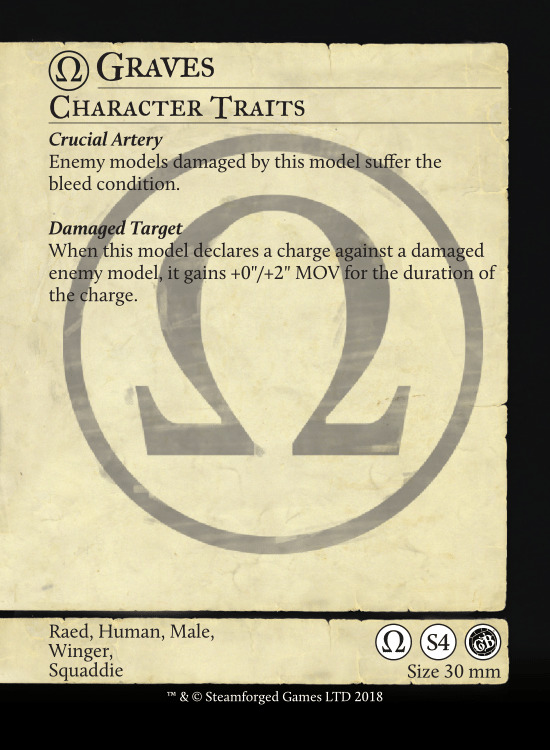 Ω GRAVES
CHARACTER TRAITS
Crucial Artery
Enemy models damaged by this model suffer the
bleed condition.
Damaged Target
When this model declares a charge against a damaged
enemy model, it gains +0"/+2" MOV for the duration of
the charge.
Ω
Raed, Human, Male,
Winger,
Squaddie
Ω S4 GB
Size 30 mm
™ & © Steamforged Games LTD 2018